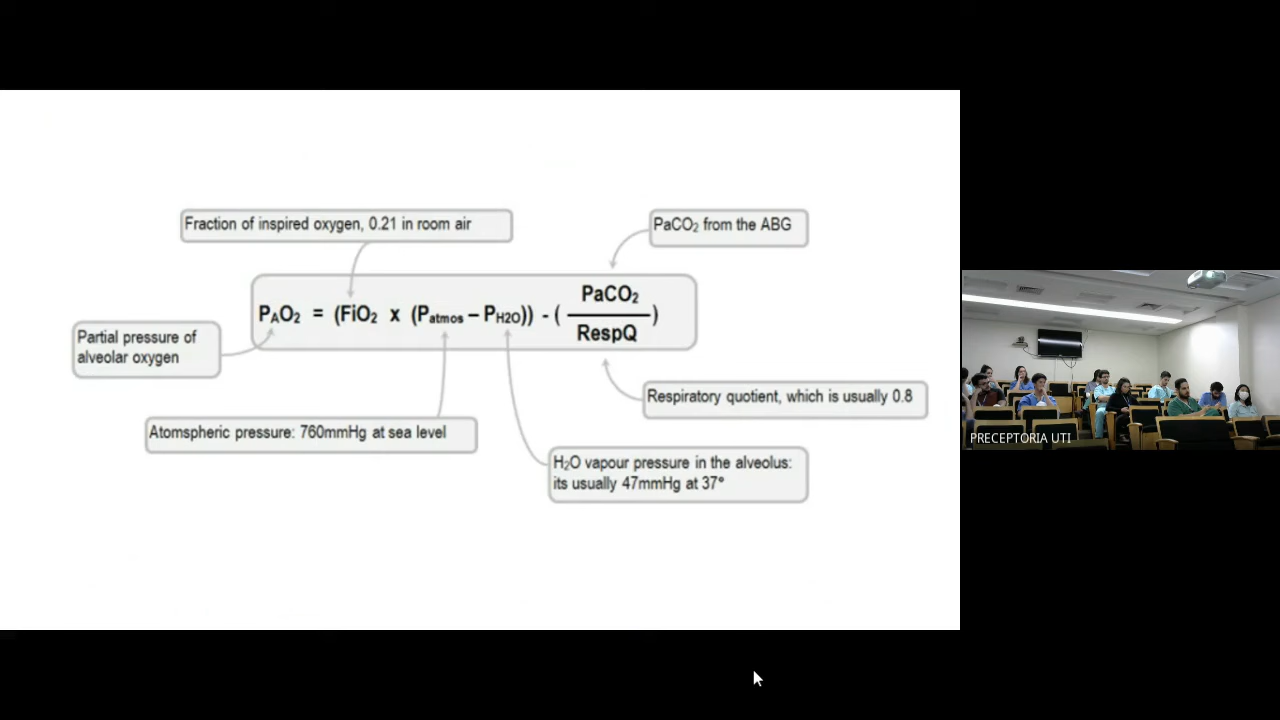 Fraction of inspired oxygen, 0.21 in room air
PaCO₂ from the ABG
PAO₂ = (FiO₂ x (Patmos – PH2O)) - ( PaCO₂ / RespQ )
Partial pressure of
alveolar oxygen
Respiratory quotient, which is usually 0.8
Atomspheric pressure: 760mmHg at sea level
H₂O vapour pressure in the alveolus:
its usually 47mmHg at 37°
PRECEPTORIA UTI